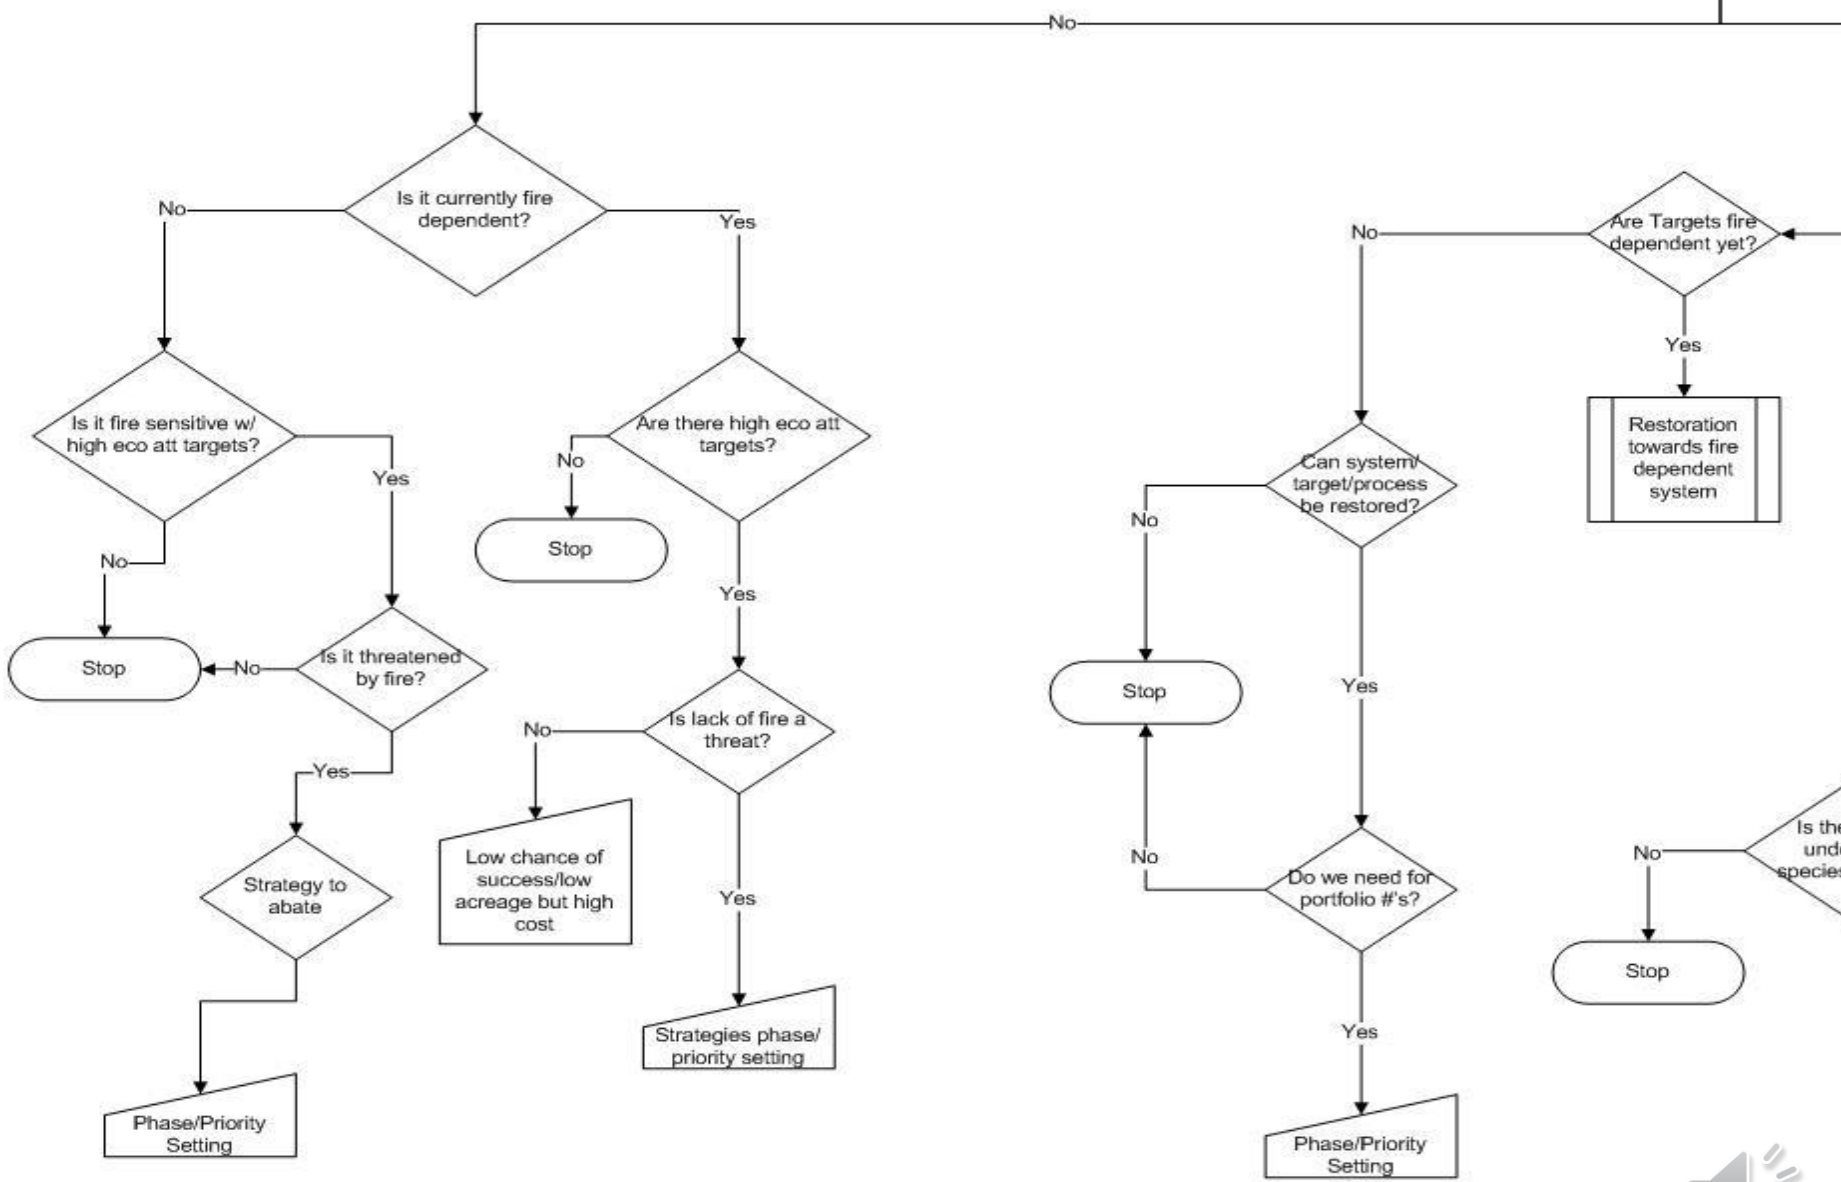 No
Is it currently fire
dependent?
No
Yes
Are Targets fire
dependent yet?
No
Yes
Is it fire sensitive w/
high eco att targets?
Yes
No
Are there high eco att
targets?
No
Stop
Yes
Restoration
towards fire
dependent
system
Can system/
target/process
be restored?
No
Yes
Stop
No
Is it threatened
by fire?
Yes
Stop
Is lack of fire a
threat?
No
Yes
Low chance of
success/low
acreage but high
cost
Strategy to
abate
Strategies phase/
priority setting
Phase/Priority
Setting
No
Do we need for
portfolio #'s?
Yes
Phase/Priority
Setting
Is the
species
No
Stop